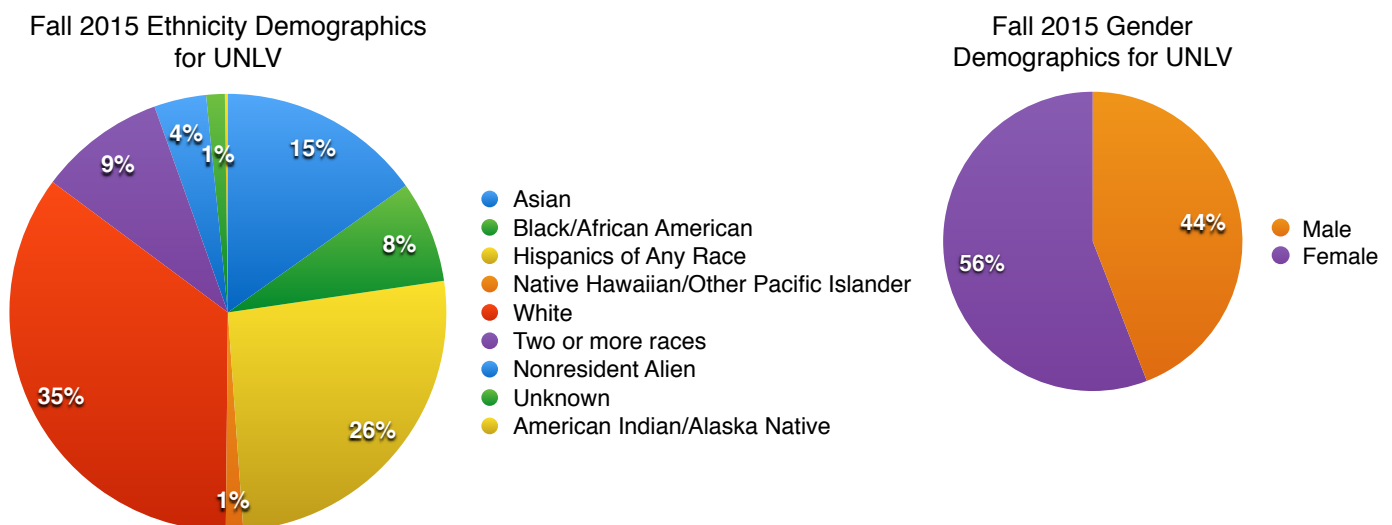 Fall 2015 Ethnicity Demographics
for UNLV
4%
1%
15%
9%
8%
35%
26%
1%
Asian
Black/African American
Hispanics of Any Race
Native Hawaiian/Other Pacific Islander
White
Two or more races
Nonresident Alien
Unknown
American Indian/Alaska Native
Fall 2015 Gender
Demographics for UNLV
44%
56%
Male
Female